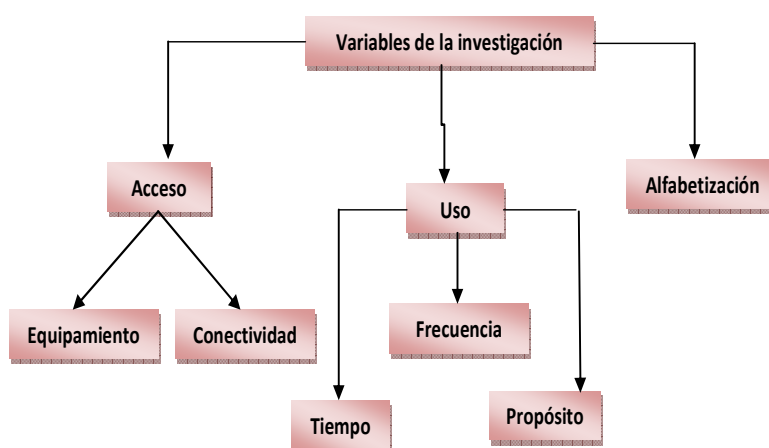 Variables de la investigación
Acceso
Uso
Alfabetización
Equipamiento
Conectividad
Frecuencia
Tiempo
Propósito